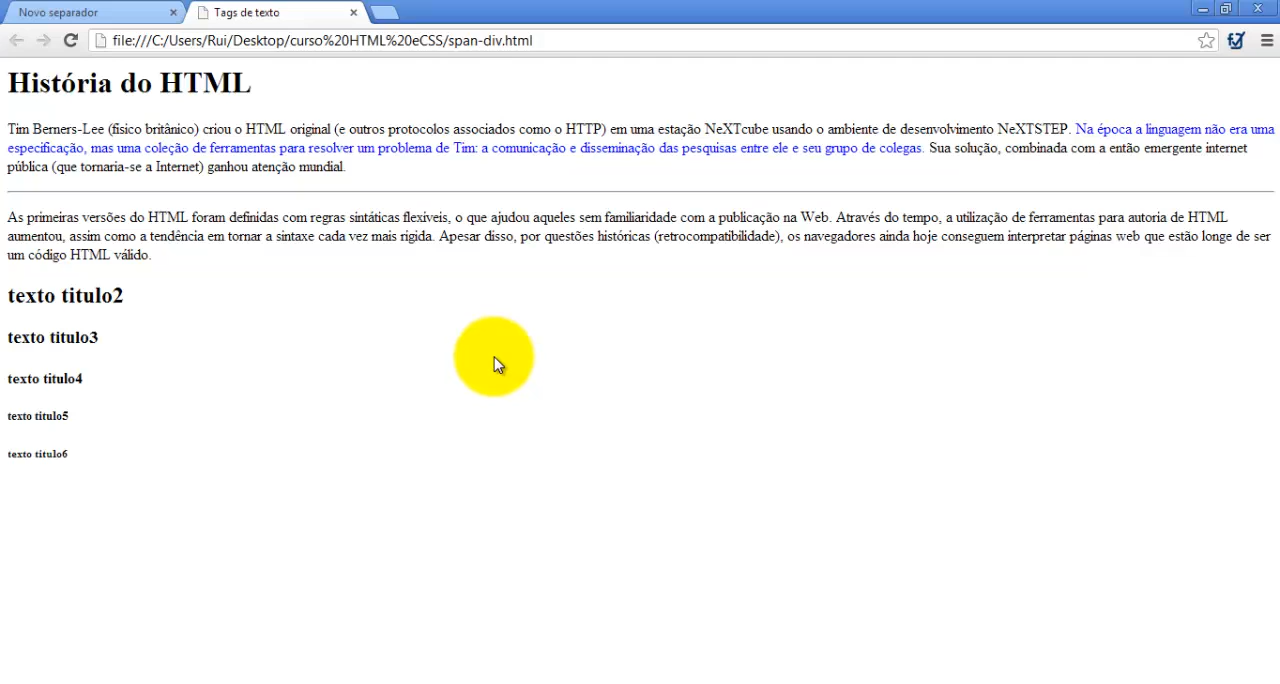 Novo separador
Tags de texto
file:///C:/Users/Rui/Desktop/curso%20HTML%20eCSS/span-div.html
História do HTML
Tim Berners-Lee (físico britânico) criou o HTML original (e outros protocolos associados como o HTTP) em uma estação NeXTcube usando o ambiente de desenvolvimento NeXTSTEP. Na época a linguagem não era uma
especificação, mas uma coleção de ferramentas para resolver um problema de Tim: a comunicação e disseminação das pesquisas entre ele e seu grupo de colegas. Sua solução, combinada com a então emergente internet
pública (que tornaria-se a Internet) ganhou atenção mundial.
As primeiras versões do HTML foram definidas com regras sintáticas flexíveis, o que ajudou aqueles sem familiaridade com a publicação na Web. Através do tempo, a utilização de ferramentas para autoria de HTML
aumentou, assim como a tendência em tornar a sintaxe cada vez mais rígida. Apesar disso, por questões históricas (retrocompatibilidade), os navegadores ainda hoje conseguem interpretar páginas web que estão longe de ser
um código HTML válido.
texto titulo2
texto titulo3
texto titulo4
texto titulo5
texto titulo6